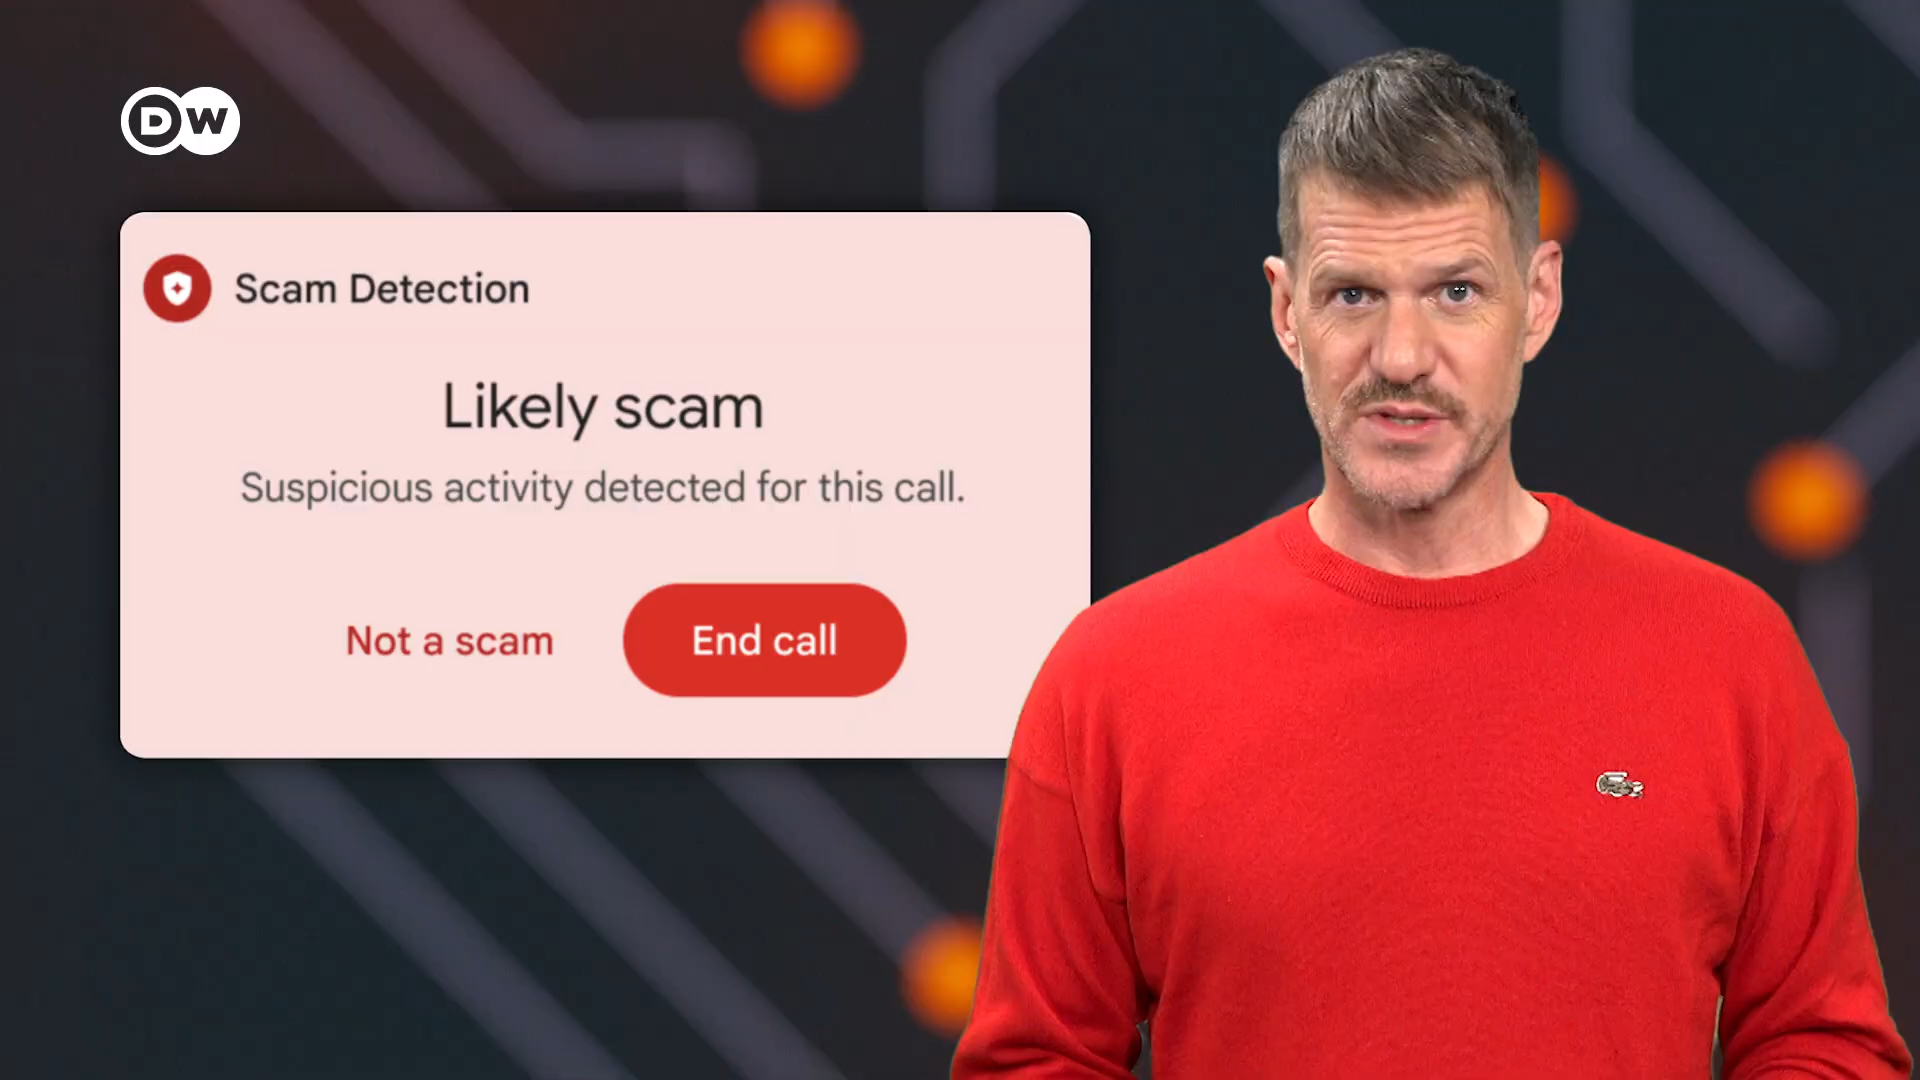 DW
Scam Detection
Likely scam
Suspicious activity detected for this call.
Not a scam
End call